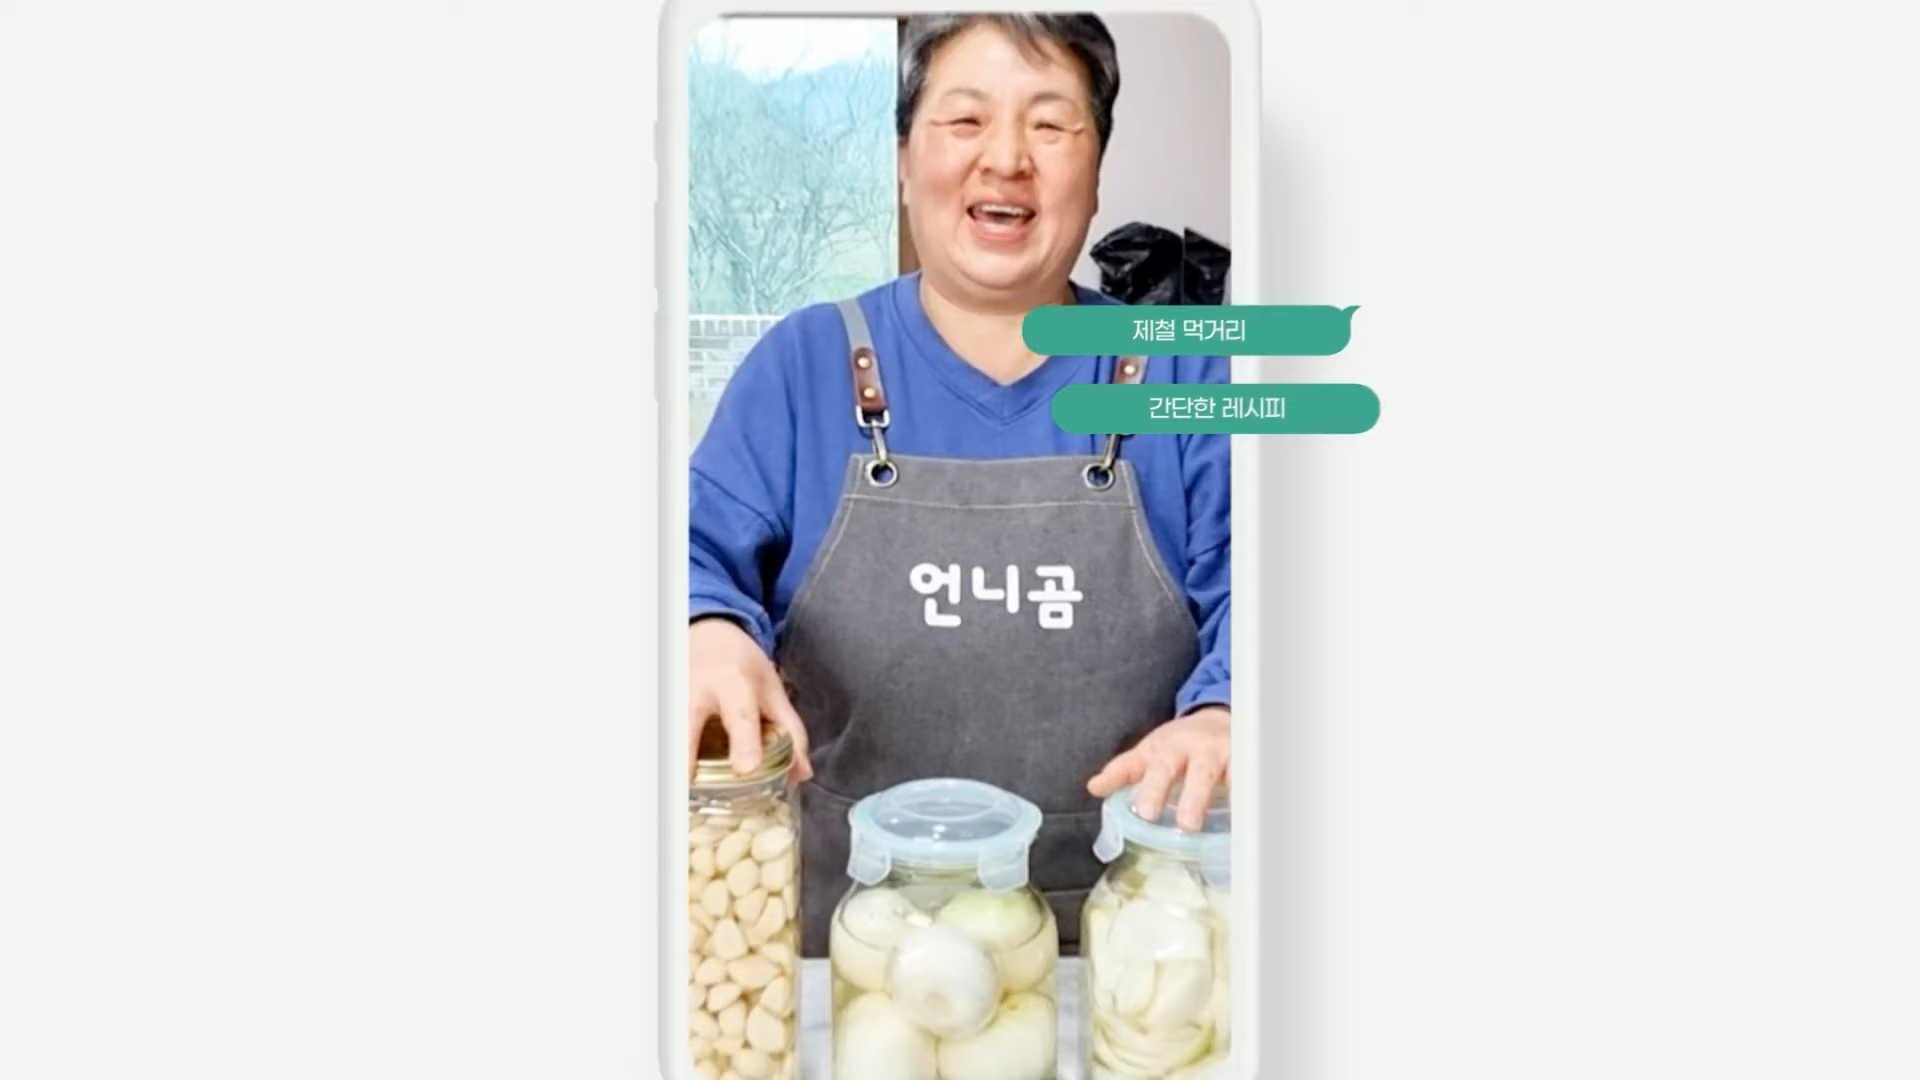 제철 먹거리
간단한 레시피
언니곰